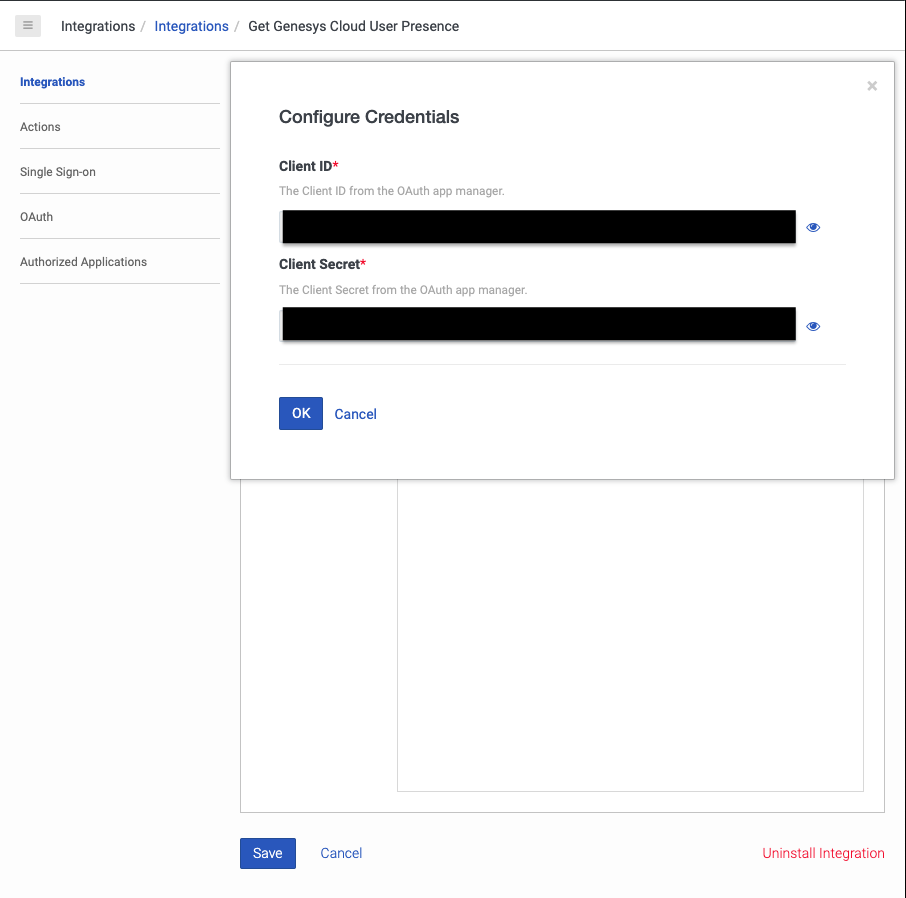 Integrations / Integrations / Get Genesys Cloud User Presence
Integrations
Actions
Single Sign-on
OAuth
Authorized Applications
×
Configure Credentials
Client ID*
The Client ID from the OAuth app manager.
Client Secret*
The Client Secret from the OAuth app manager.
OK Cancel
Save Cancel Uninstall Integration